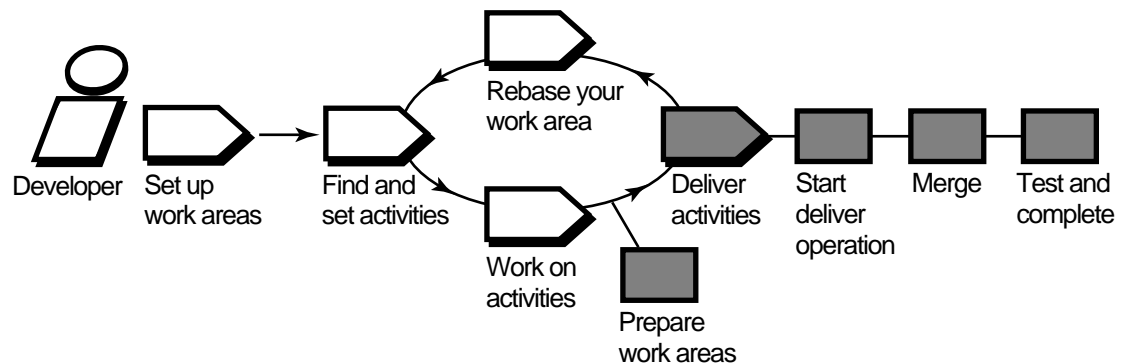 Rebase your
work area
Developer
Set up
work areas
Find and
set activities
Work on
activities
Deliver
activities
Prepare
work areas
Start
deliver
operation
Merge
Test and
complete